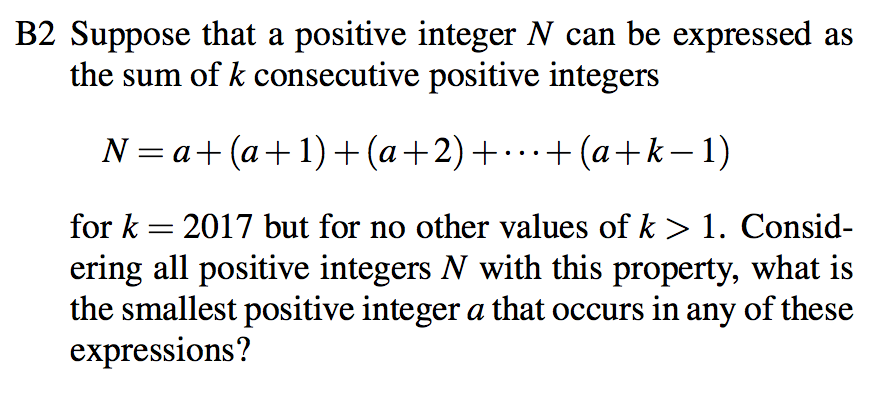 B2 Suppose that a positive integer N can be expressed as
the sum of k consecutive positive integers
N = a+(a+1)+(a+2)+···+(a+k−1)
for k = 2017 but for no other values of k > 1. Consid-
ering all positive integers N with this property, what is
the smallest positive integer a that occurs in any of these
expressions?